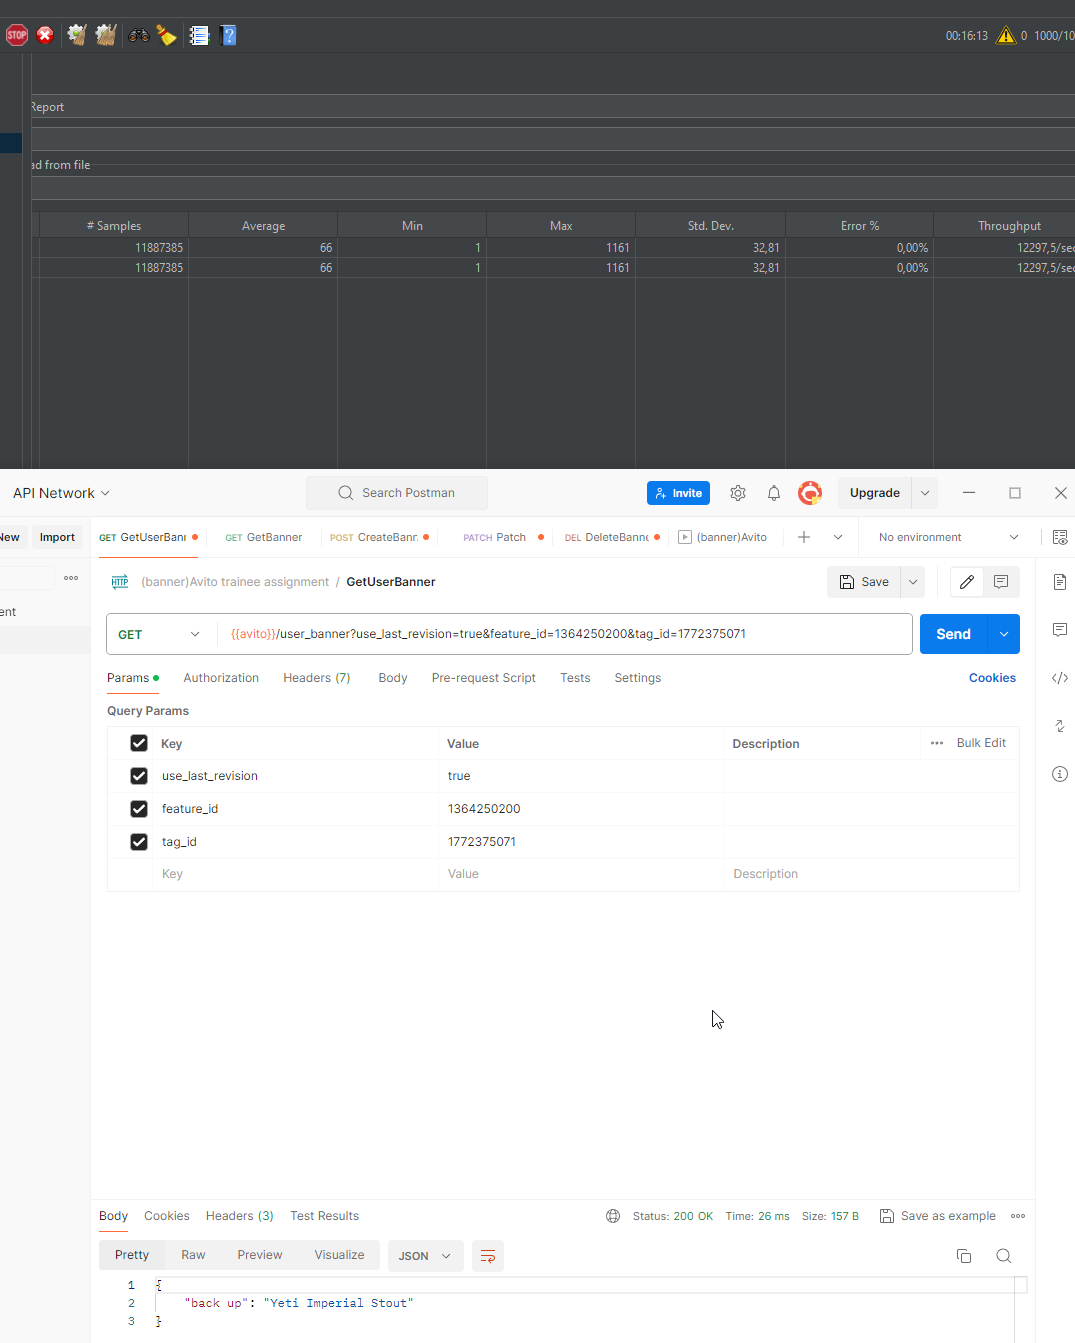 STOP
00:16:13 0 1000/10
Report
ad from file
# Samples Average Min Max Std. Dev. Error % Throughput
11887385 66 1 1161 32,81 0,00% 12297,5/sec
11887385 66 1 1161 32,81 0,00% 12297,5/sec
API Network Search Postman Invite Upgrade
New Import GET GetUserBanr GET GetBanner POST CreateBanr PATCH Patch DEL DeleteBanne (banner)Avito No environment
HTTP (banner)Avito trainee assignment / GetUserBanner Save
ent
GET {{avito}}/user_banner?use_last_revision=true&feature_id=1364250200&tag_id=1772375071 Send
Params Authorization Headers (7) Body Pre-request Script Tests Settings Cookies
Query Params
Key Value Description Bulk Edit
use_last_revision true
feature_id 1364250200
tag_id 1772375071
Key Value Description
Body Cookies Headers (3) Test Results Status: 200 OK Time: 26 ms Size: 157 B Save as example
Pretty Raw Preview Visualize JSON
1 {
2 "back up": "Yeti Imperial Stout"
3 }